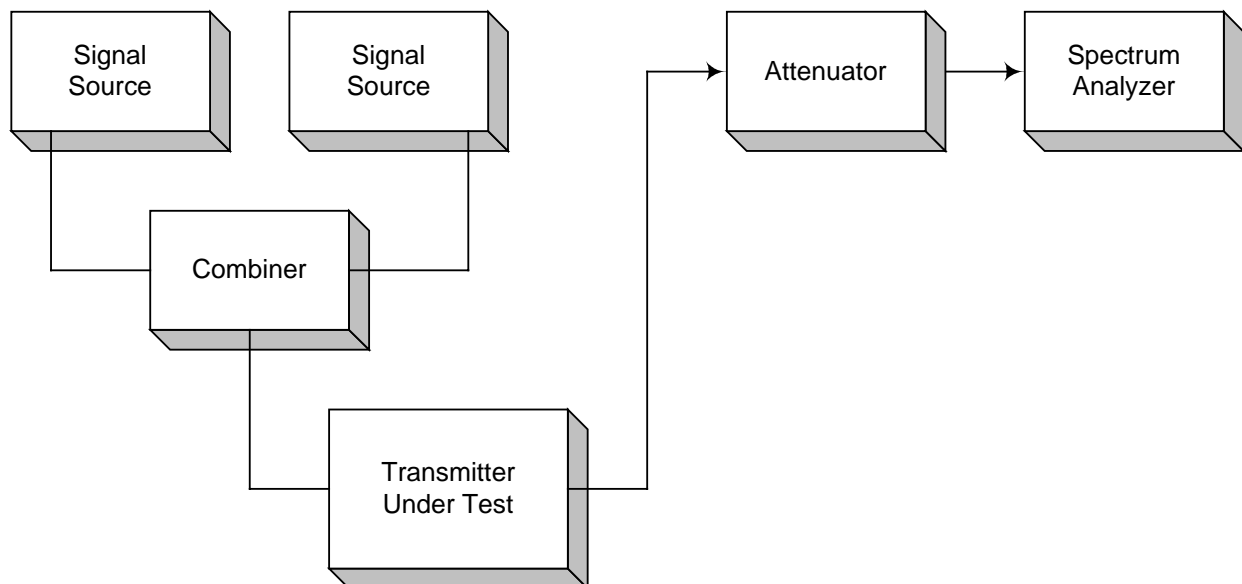 Signal
Source
Signal
Source
Attenuator
Spectrum
Analyzer
Combiner
Transmitter
Under Test